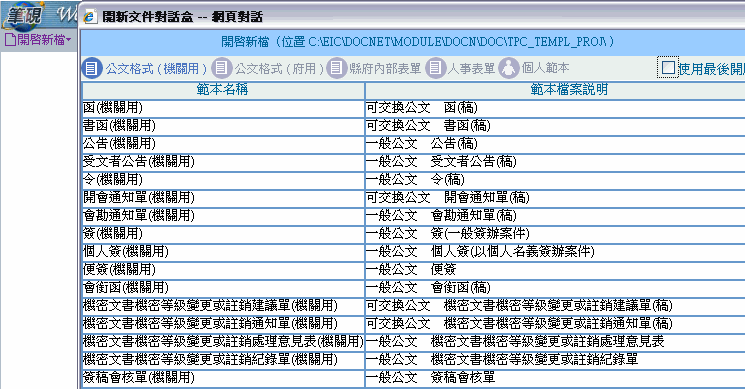 筆硯 W
開新文件對話盒 -- 網頁對話
開啓新檔
開啓新檔（位置 C:\EIC\DOCNET\MODULE\DOCN\DOC\TPC_TEMPL_PROJ\ ）
公文格式 ( 機關用 ) 公文格式 ( 府用 ) 縣府內部表單 人事表單 個人範本 使用最後開
範本名稱 範本檔案說明
函(機關用) 可交換公文 函(稿)
書函(機關用) 可交換公文 書函(稿)
公告(機關用) 一般公文 公告(稿)
受文者公告(機關用) 一般公文 受文者公告(稿)
令(機關用) 一般公文 令(稿)
開會通知單(機關用) 可交換公文 開會通知單(稿)
會勘通知單(機關用) 一般公文 會勘通知單(稿)
簽(機關用) 一般公文 簽(一般簽辦案件)
個人簽(機關用) 一般公文 個人簽(以個人名義簽辦案件)
便簽(機關用) 一般公文 便簽
會銜函(機關用) 一般公文 會銜函(稿)
機密文書機密等級變更或註銷建議單(機關用) 可交換公文 機密文書機密等級變更或註銷建議單(稿)
機密文書機密等級變更或註銷通知單(機關用) 可交換公文 機密文書機密等級變更或註銷通知單(稿)
機密文書機密等級變更或註銷處理意見表(機關用) 一般公文 機密文書機密等級變更或註銷處理意見表
機密文書機密等級變更或註銷紀錄單(機關用) 一般公文 機密文書機密等級變更或註銷紀錄單
簽稿會核單(機關用) 一般公文 簽稿會核單